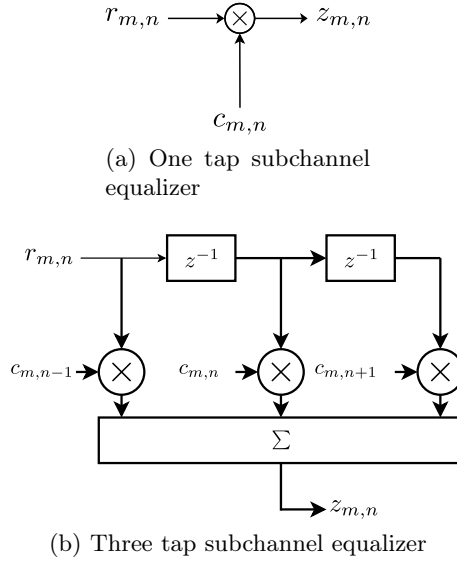 r_{m,n} × z_{m,n}
c_{m,n}
(a) One tap subchannel
equalizer
r_{m,n} z^{-1} z^{-1}
c_{m,n-1} × c_{m,n} × c_{m,n+1} ×
Σ
z_{m,n}
(b) Three tap subchannel equalizer